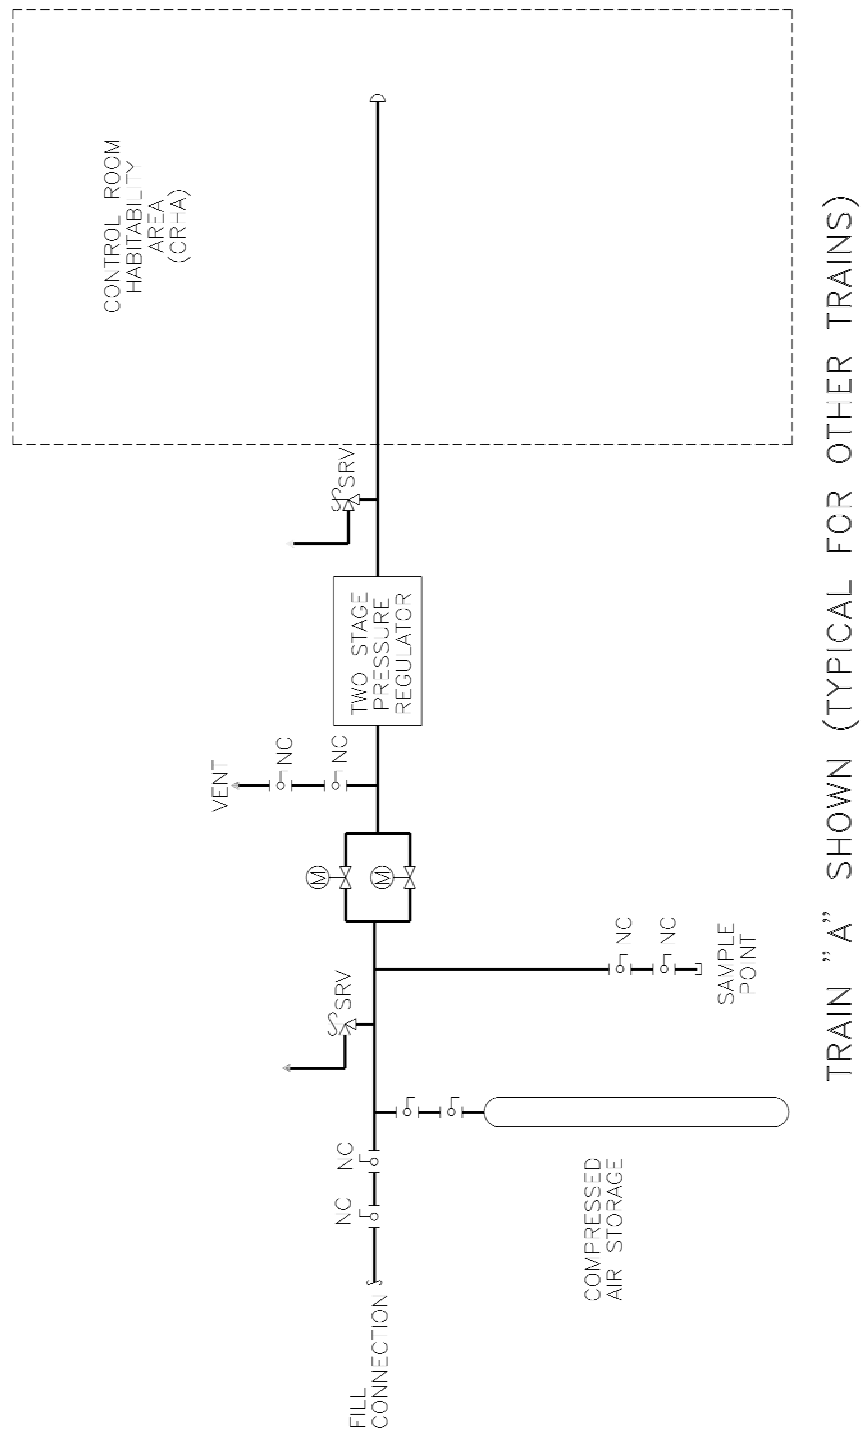 CONTROL ROOM
HABITABILITY
AREA
(CRHA)
VENT
NC
NC
SRV
SRV
M
M
TWO STAGE
PRESSURE
REGULATOR
NC
NC
FILL
CONNECTION
NC
NC
SAMPLE
POINT
COMPRESSED
AIR STORAGE
TRAIN "A" SHOWN (TYPICAL FOR OTHER TRAINS)